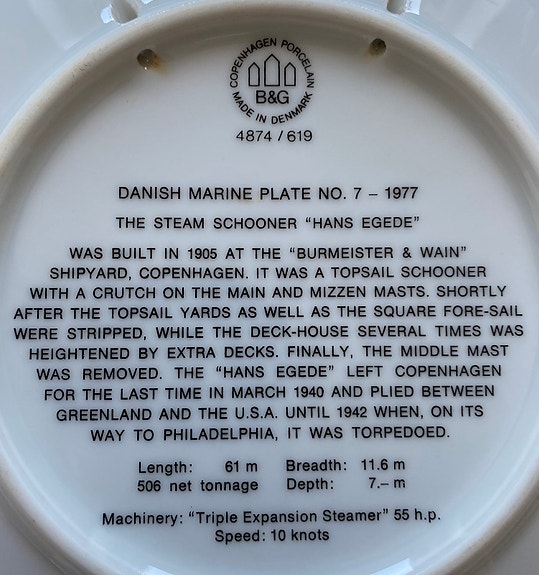 COPENHAGEN PORCELAIN
B&G
MADE IN DENMARK
4874 / 619
DANISH MARINE PLATE NO. 7 – 1977
THE STEAM SCHOONER “HANS EGEDE”
WAS BUILT IN 1905 AT THE “BURMEISTER & WAIN”
SHIPYARD, COPENHAGEN. IT WAS A TOPSAIL SCHOONER
WITH A CRUTCH ON THE MAIN AND MIZZEN MASTS. SHORTLY
AFTER THE TOPSAIL YARDS AS WELL AS THE SQUARE FORE-SAIL
WERE STRIPPED, WHILE THE DECK-HOUSE SEVERAL TIMES WAS
HEIGHTENED BY EXTRA DECKS. FINALLY, THE MIDDLE MAST
WAS REMOVED. THE “HANS EGEDE” LEFT COPENHAGEN
FOR THE LAST TIME IN MARCH 1940 AND PLIED BETWEEN
GREENLAND AND THE U.S.A. UNTIL 1942 WHEN, ON ITS
WAY TO PHILADELPHIA, IT WAS TORPEDOED.
Length: 61 m Breadth: 11.6 m
506 net tonnage Depth: 7.– m
Machinery: “Triple Expansion Steamer” 55 h.p.
Speed: 10 knots